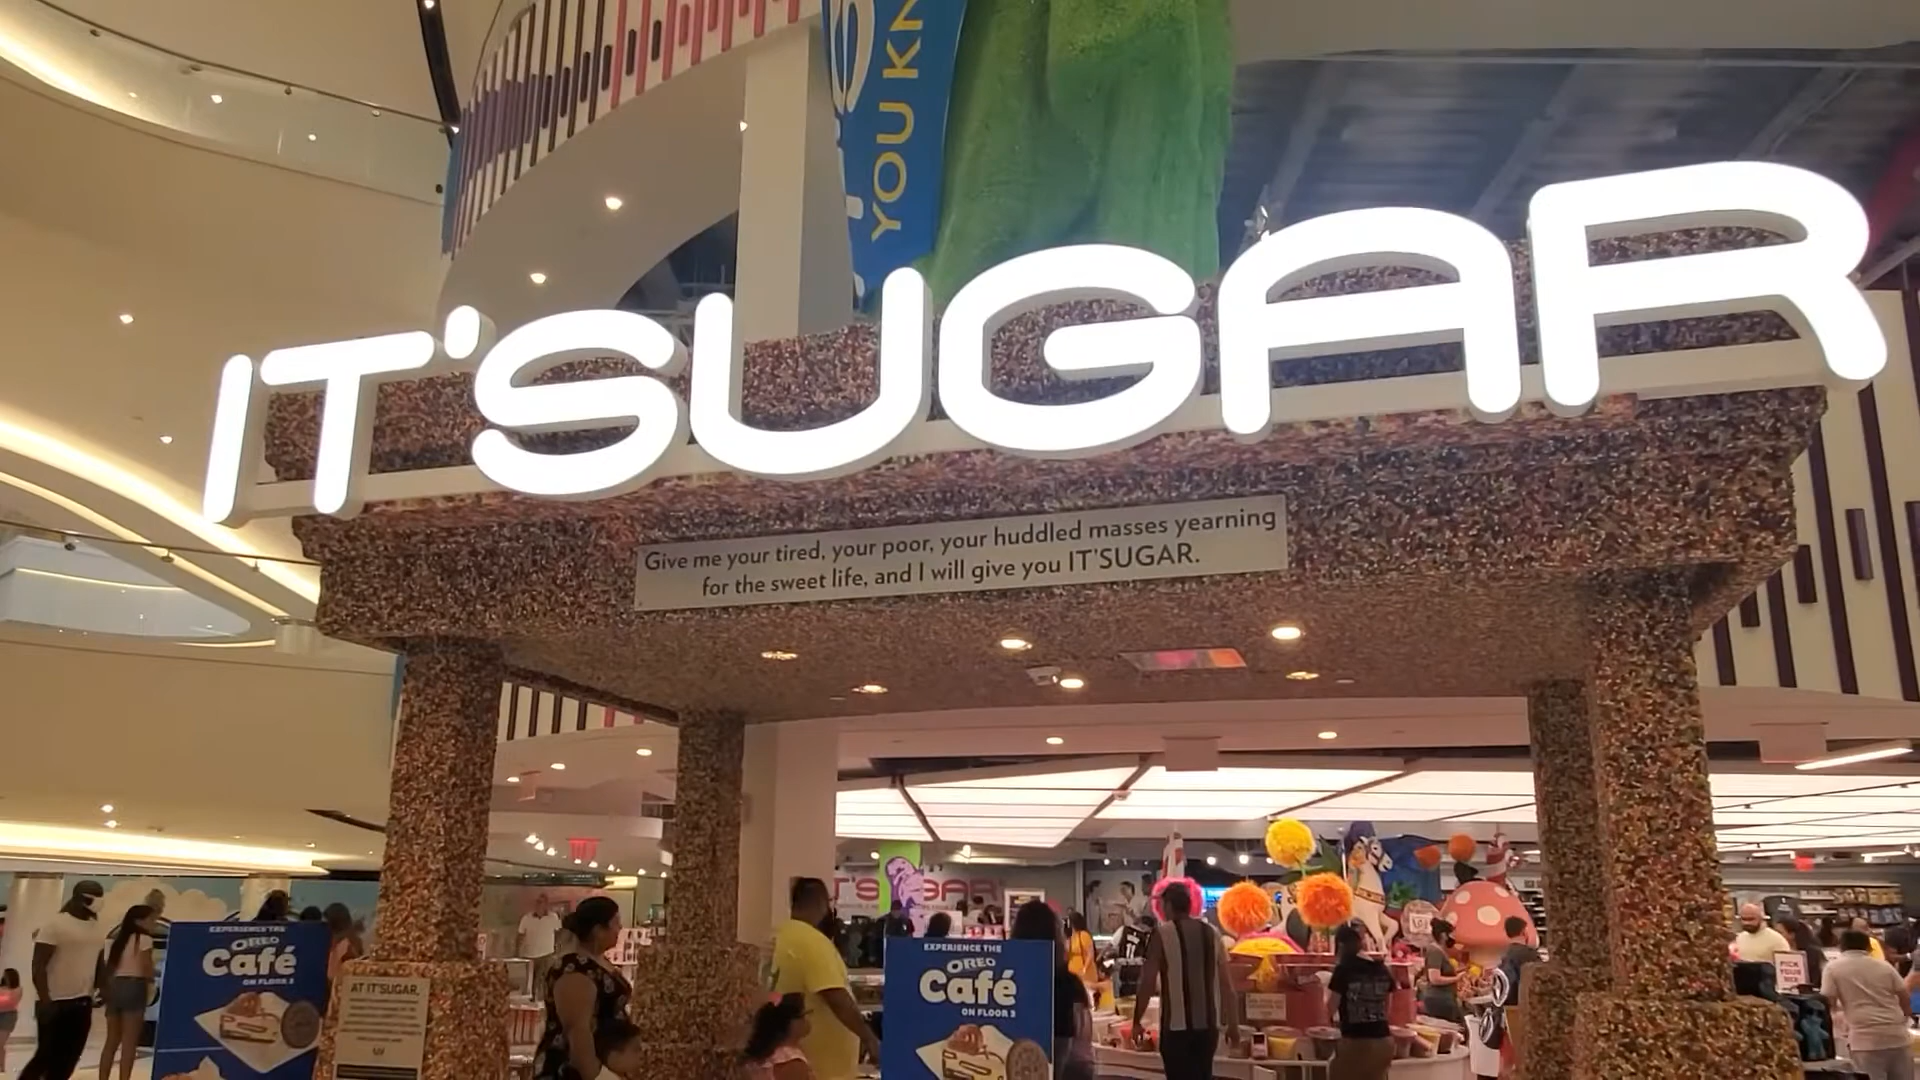 YOU KN
IT'SUGAR
Give me your tired, your poor, your huddled masses yearning
for the sweet life, and I will give you IT'SUGAR.
EXPERIENCE THE
OREO
Café
ON FLOOR 3
AT IT'SUGAR,
EXPERIENCE THE
OREO
Café
ON FLOOR 3
PICK
YOUR